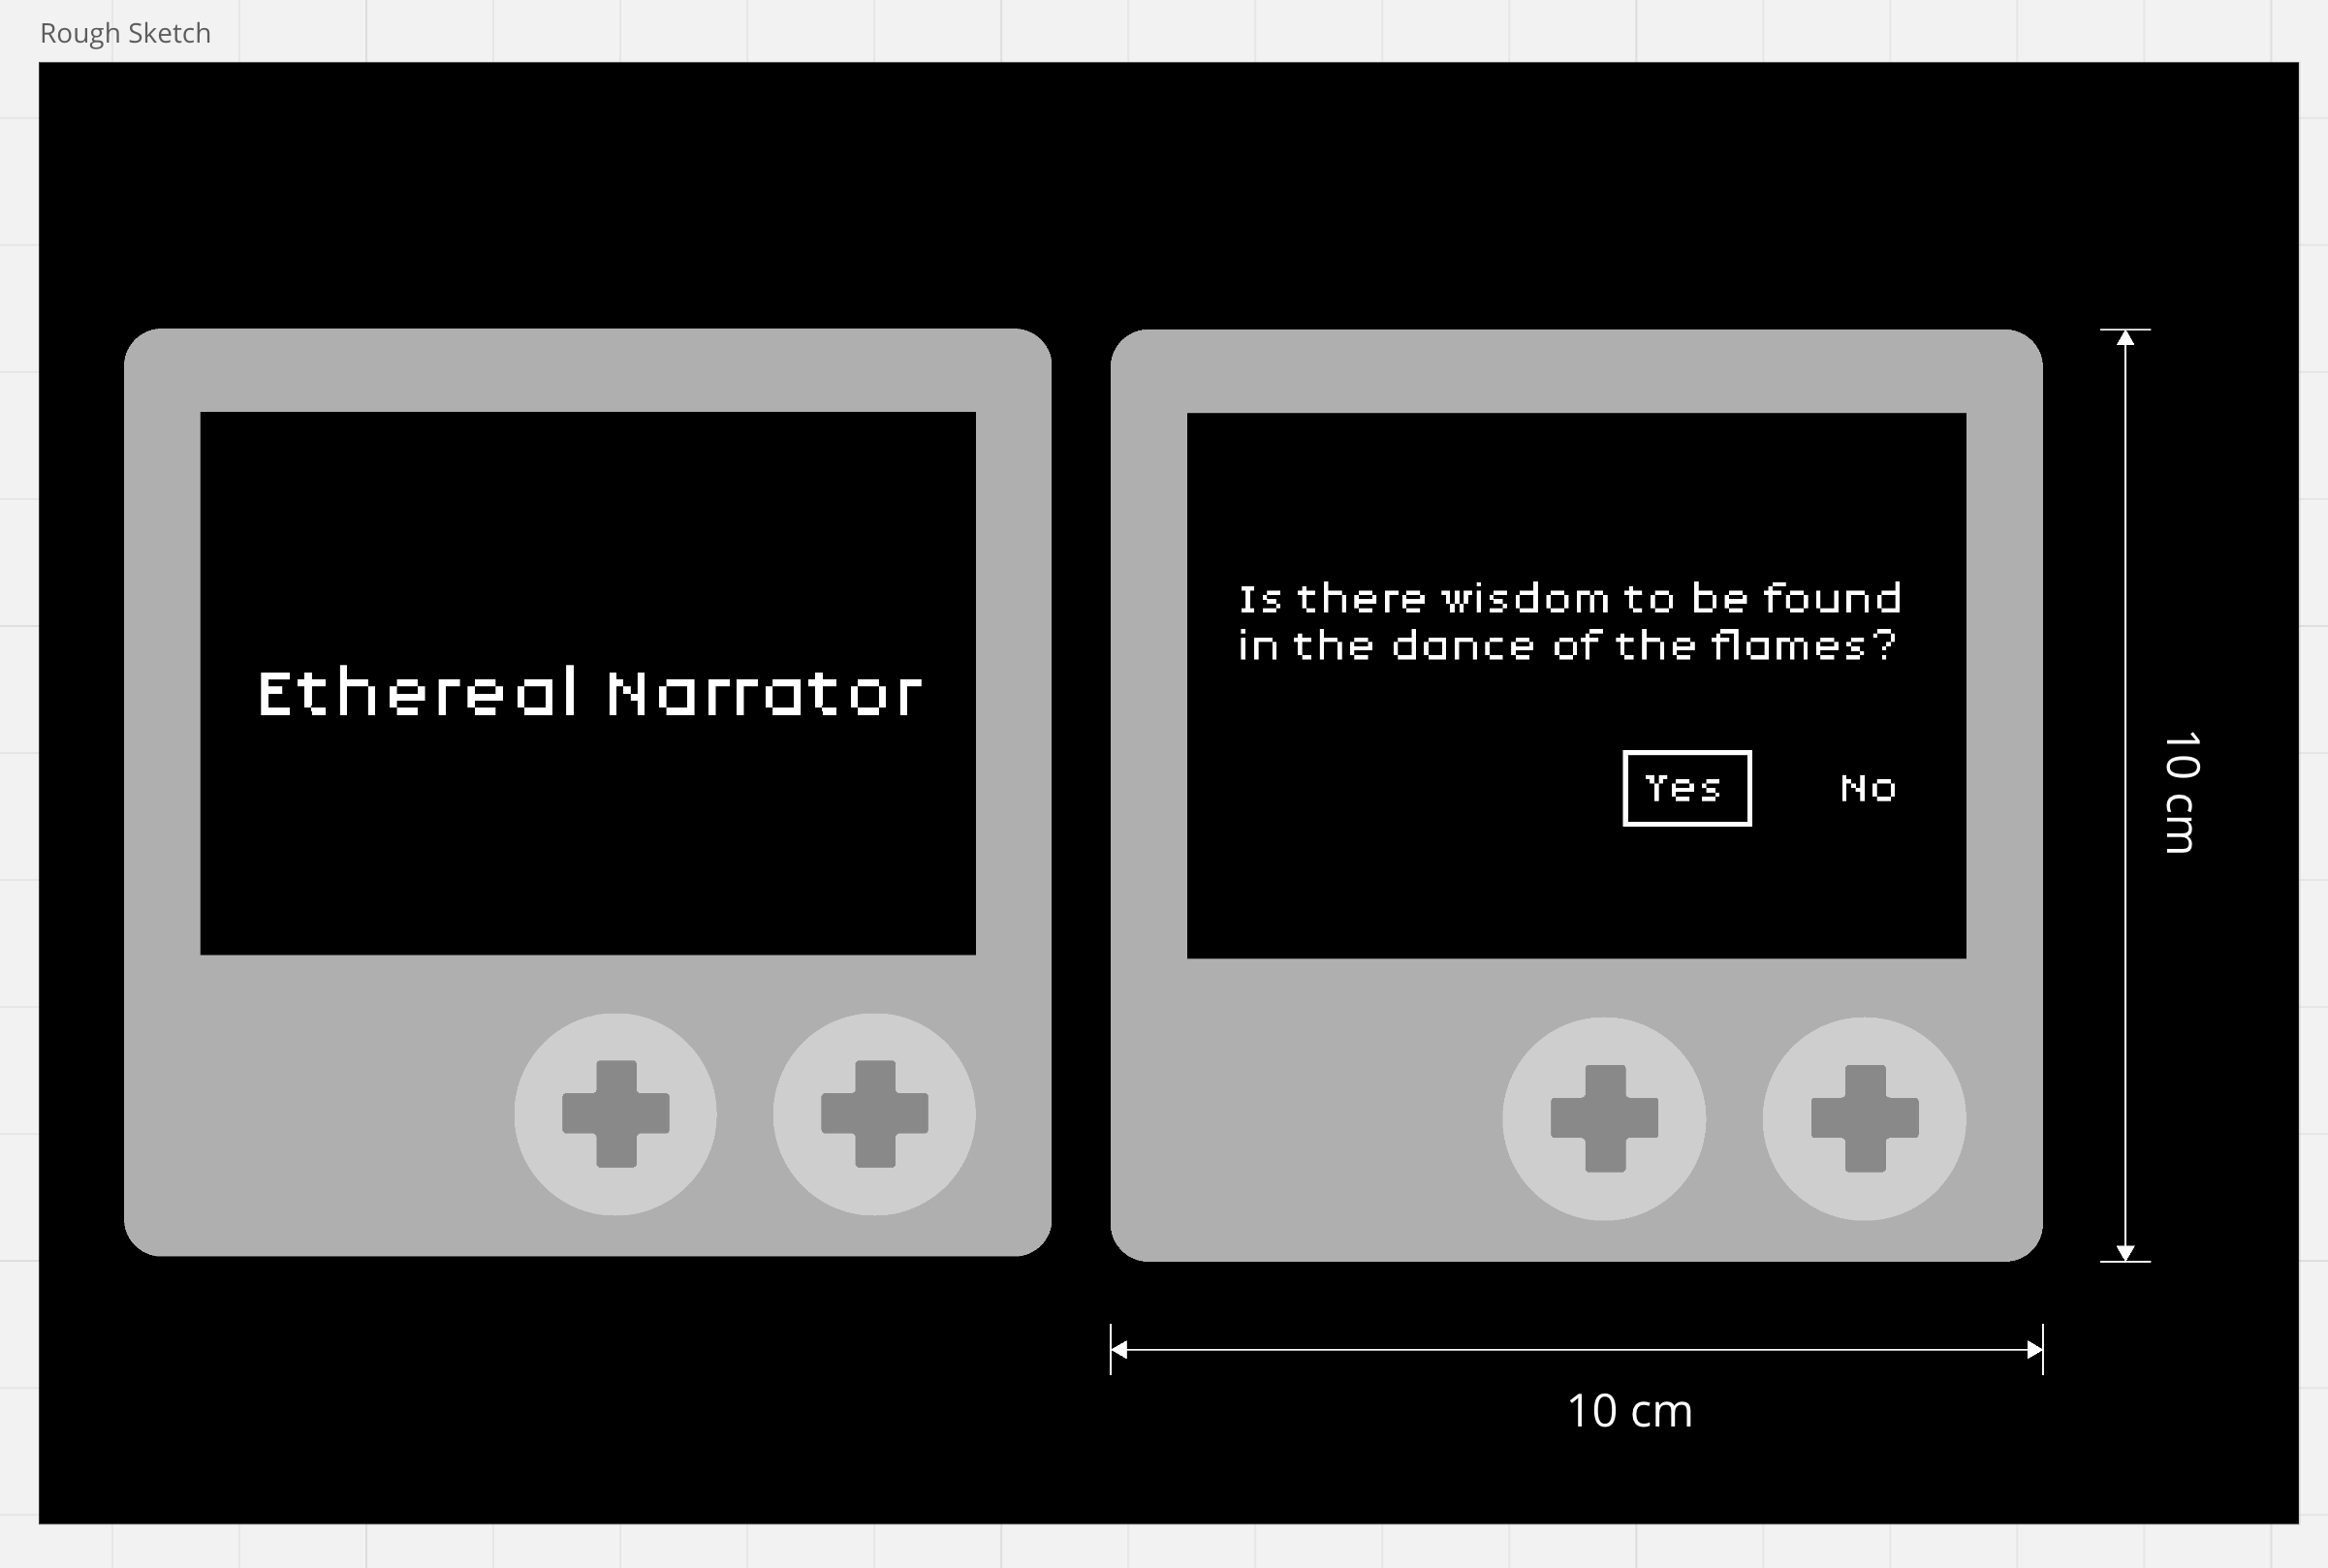 Rough Sketch
Ethereal Narrator
Is there wisdom to be found
in the dance of the flames?
Yes No
10 cm
10 cm